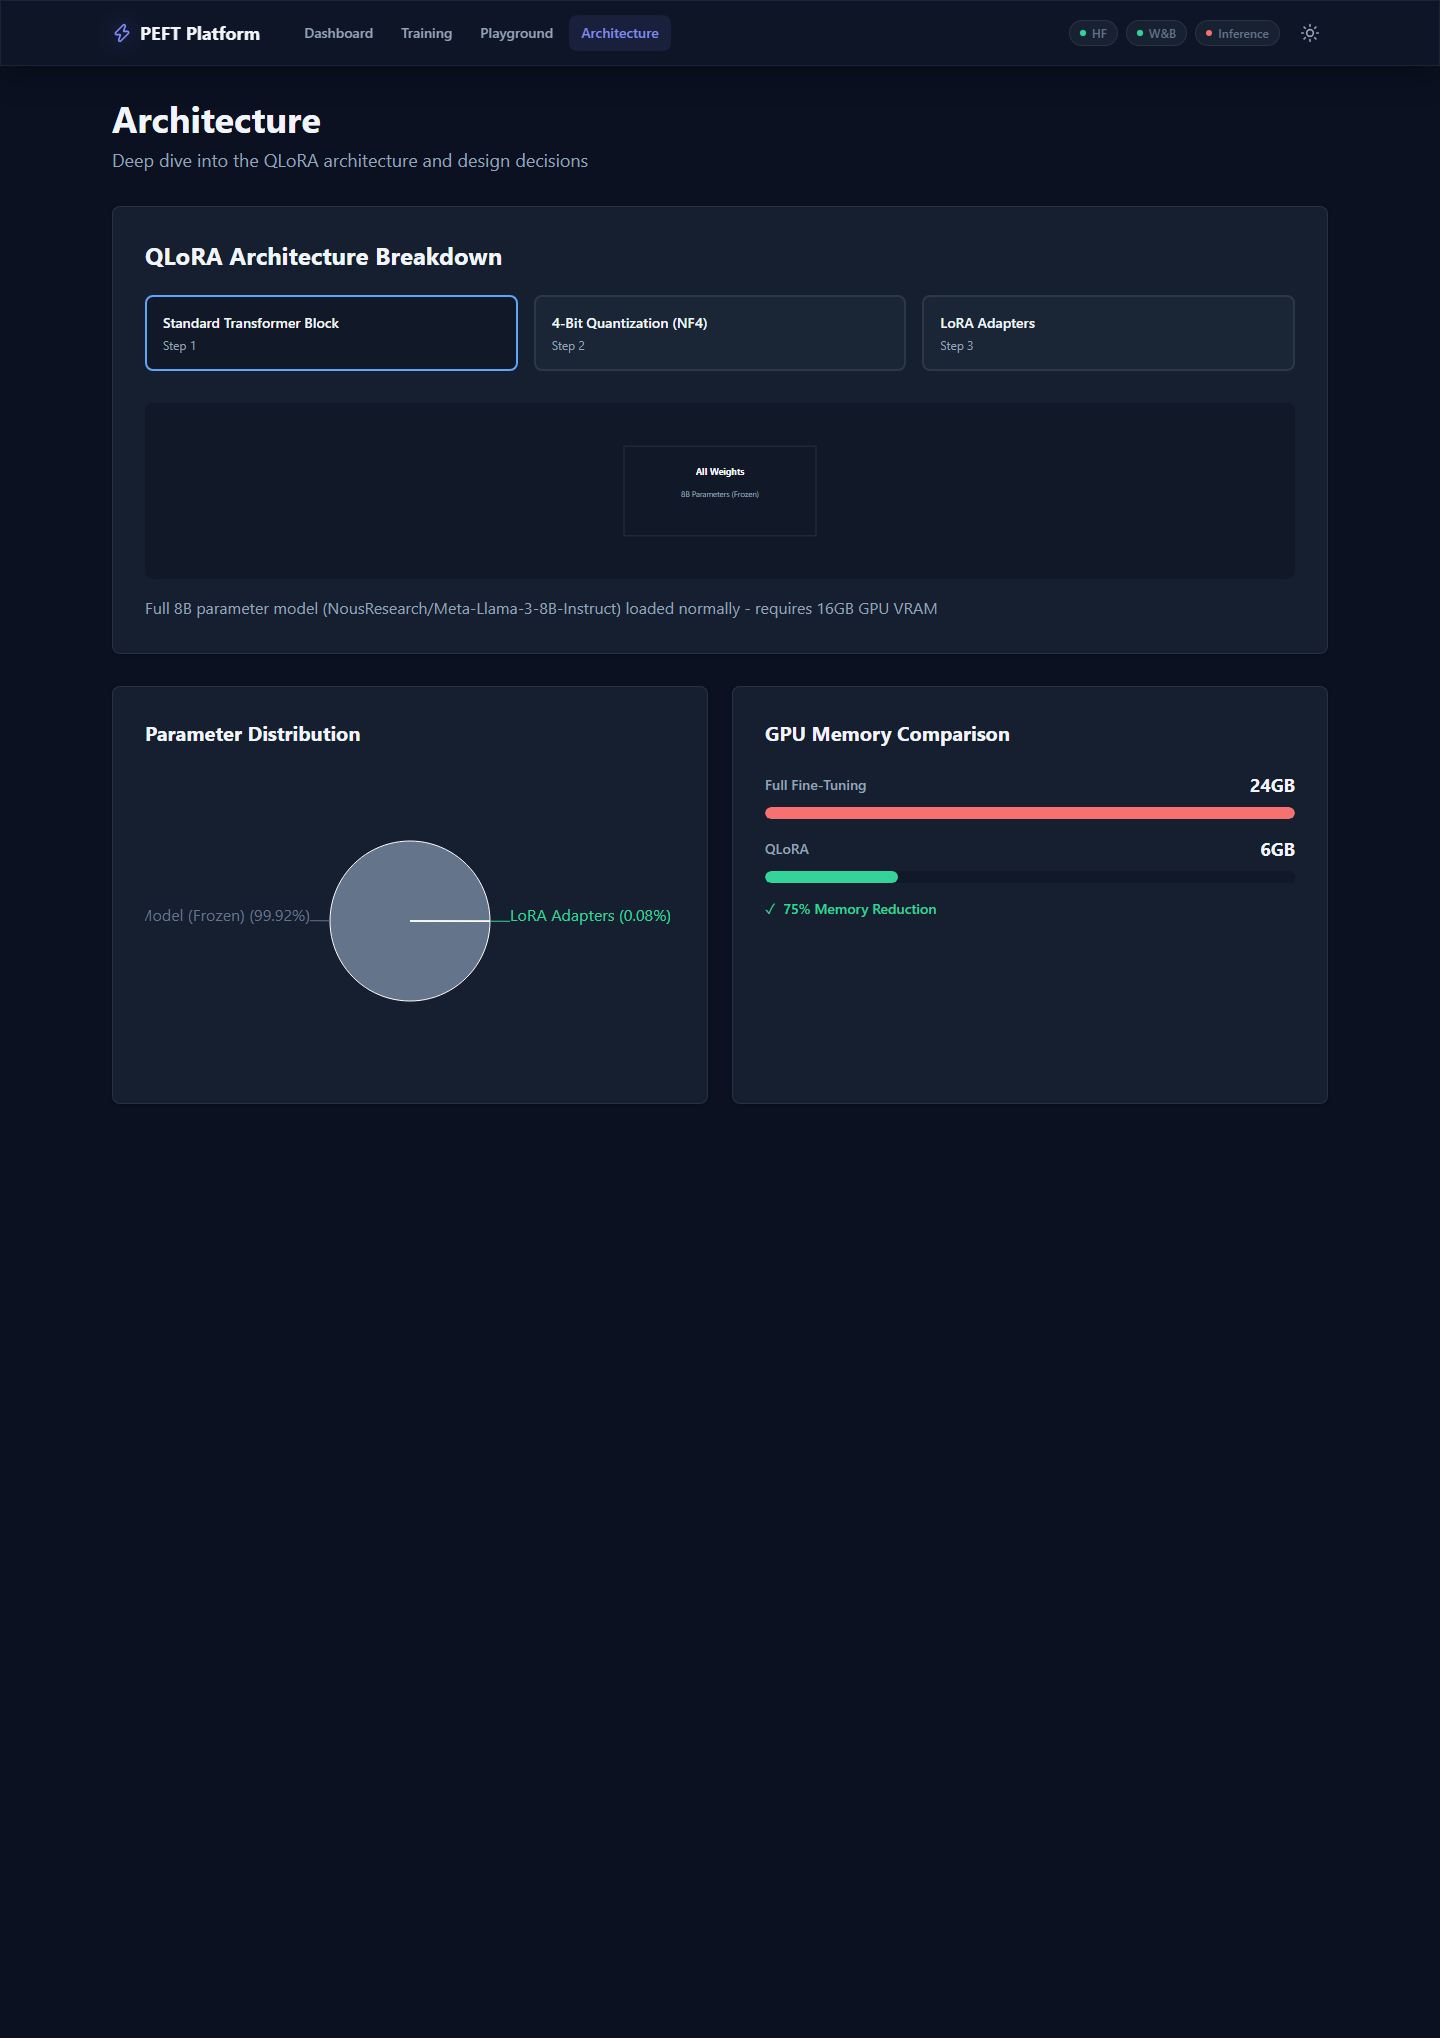 PEFT Platform
Dashboard
Training
Playground
Architecture
HF
W&B
Inference
Architecture
Deep dive into the QLoRA architecture and design decisions
QLoRA Architecture Breakdown
Standard Transformer Block
Step 1
4-Bit Quantization (NF4)
Step 2
LoRA Adapters
Step 3
All Weights
8B Parameters (Frozen)
Full 8B parameter model (NousResearch/Meta-Llama-3-8B-Instruct) loaded normally - requires 16GB GPU VRAM
Parameter Distribution
Model (Frozen) (99.92%)
LoRA Adapters (0.08%)
GPU Memory Comparison
Full Fine-Tuning
24GB
QLoRA
6GB
✓ 75% Memory Reduction